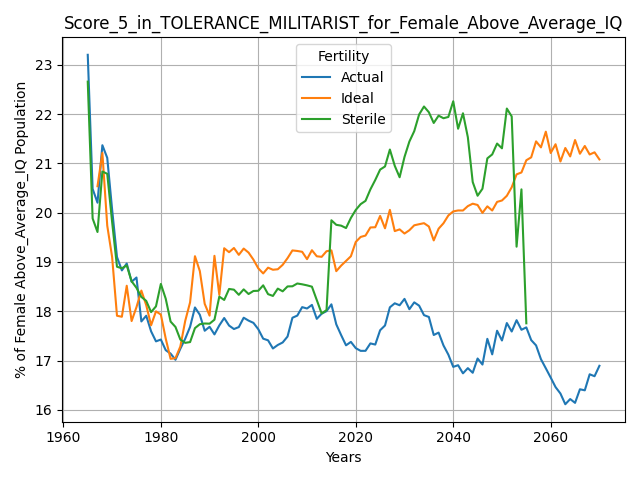 Score_5_in_TOLERANCE_MILITARIST_for_Female_Above_Average_IQ
Fertility
Actual
Ideal
Sterile
% of Female Above_Average_IQ Population
23
22
21
20
19
18
17
16
1960
1980
2000
2020
2040
2060
Years